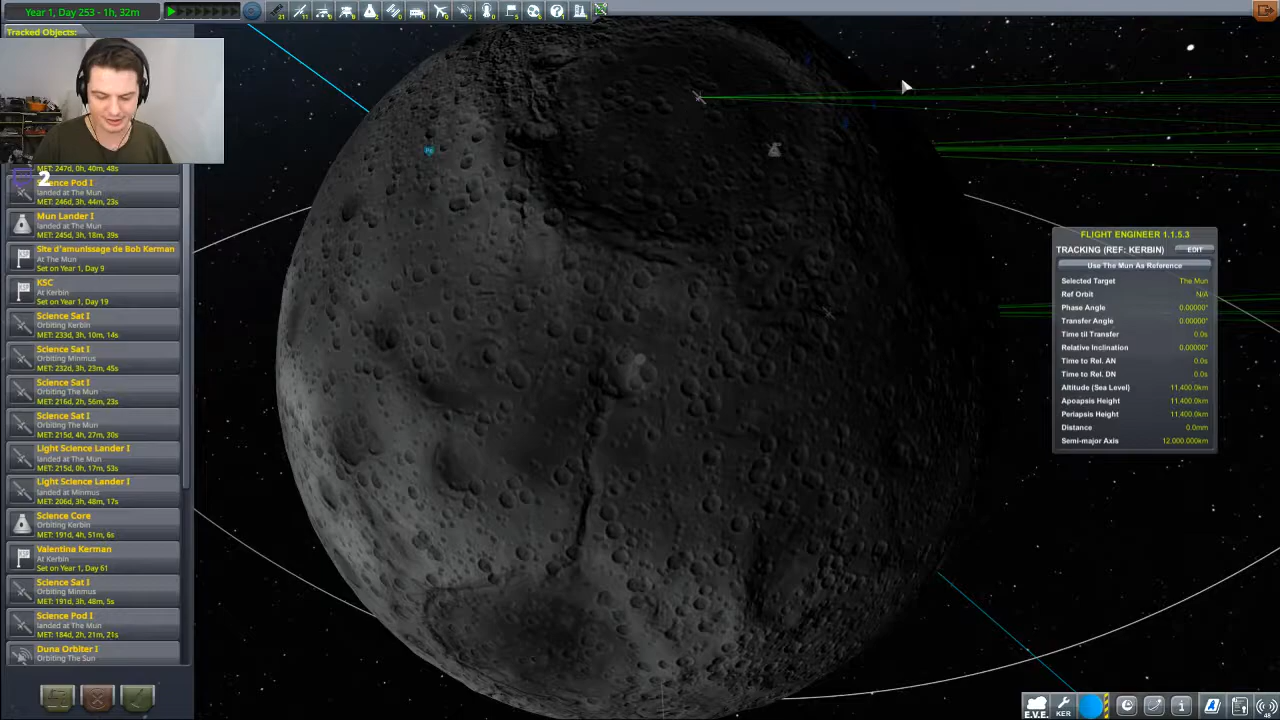 Year 1, Day 253 - 1h, 32m
Tracked Objects:
MET: 247d, 0h, 40m, 48s
2
Science Pod I
landed at The Mun
MET: 246d, 3h, 44m, 23s
Mun Lander I
landed at The Mun
MET: 245d, 3h, 18m, 39s
Site d'amunissage de Bob Kerman
At The Mun
Set on Year 1, Day 9
KSC
At Kerbin
Set on Year 1, Day 19
Science Sat I
Orbiting Kerbin
MET: 233d, 3h, 10m, 14s
Science Sat I
Orbiting Minmus
MET: 232d, 3h, 23m, 45s
Science Sat I
Orbiting The Mun
MET: 216d, 2h, 56m, 23s
Science Sat I
Orbiting The Mun
MET: 215d, 4h, 27m, 30s
Light Science Lander I
landed at The Mun
MET: 215d, 0h, 17m, 53s
Light Science Lander I
landed at Minmus
MET: 206d, 3h, 48m, 17s
Science Core
Orbiting Kerbin
MET: 191d, 4h, 51m, 6s
Valentina Kerman
At Kerbin
Set on Year 1, Day 61
Science Sat I
Orbiting Minmus
MET: 191d, 3h, 48m, 5s
Science Pod I
landed at The Mun
MET: 184d, 2h, 21m, 21s
Duna Orbiter I
Orbiting The Sun
Pe
FLIGHT ENGINEER 1.1.5.3
TRACKING (REF: KERBIN) EDIT
Use The Mun As Reference
Selected Target The Mun
Ref Orbit N/A
Phase Angle 0.00000°
Transfer Angle 0.00000°
Time til Transfer 0.0s
Relative Inclination 0.00000°
Time to Rel. AN 0.0s
Time to Rel. DN 0.0s
Altitude (Sea Level) 11,400.0km
Apoapsis Height 11,400.0km
Periapsis Height 11,400.0km
Distance 0.0mm
Semi-major Axis 12,000.000km
E.V.E.
KER